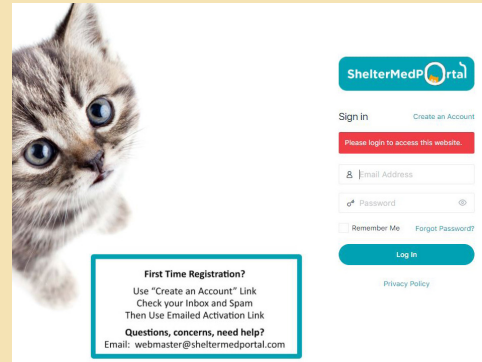 ShelterMedPortal
Sign in
Create an Account
Please login to access this website.
Email Address
Password
Remember Me
Forgot Password?
Log In
Privacy Policy
First Time Registration?
Use “Create an Account” Link
Check your Inbox and Spam
Then Use Emailed Activation Link
Questions, concerns, need help?
Email: webmaster@sheltermedportal.com